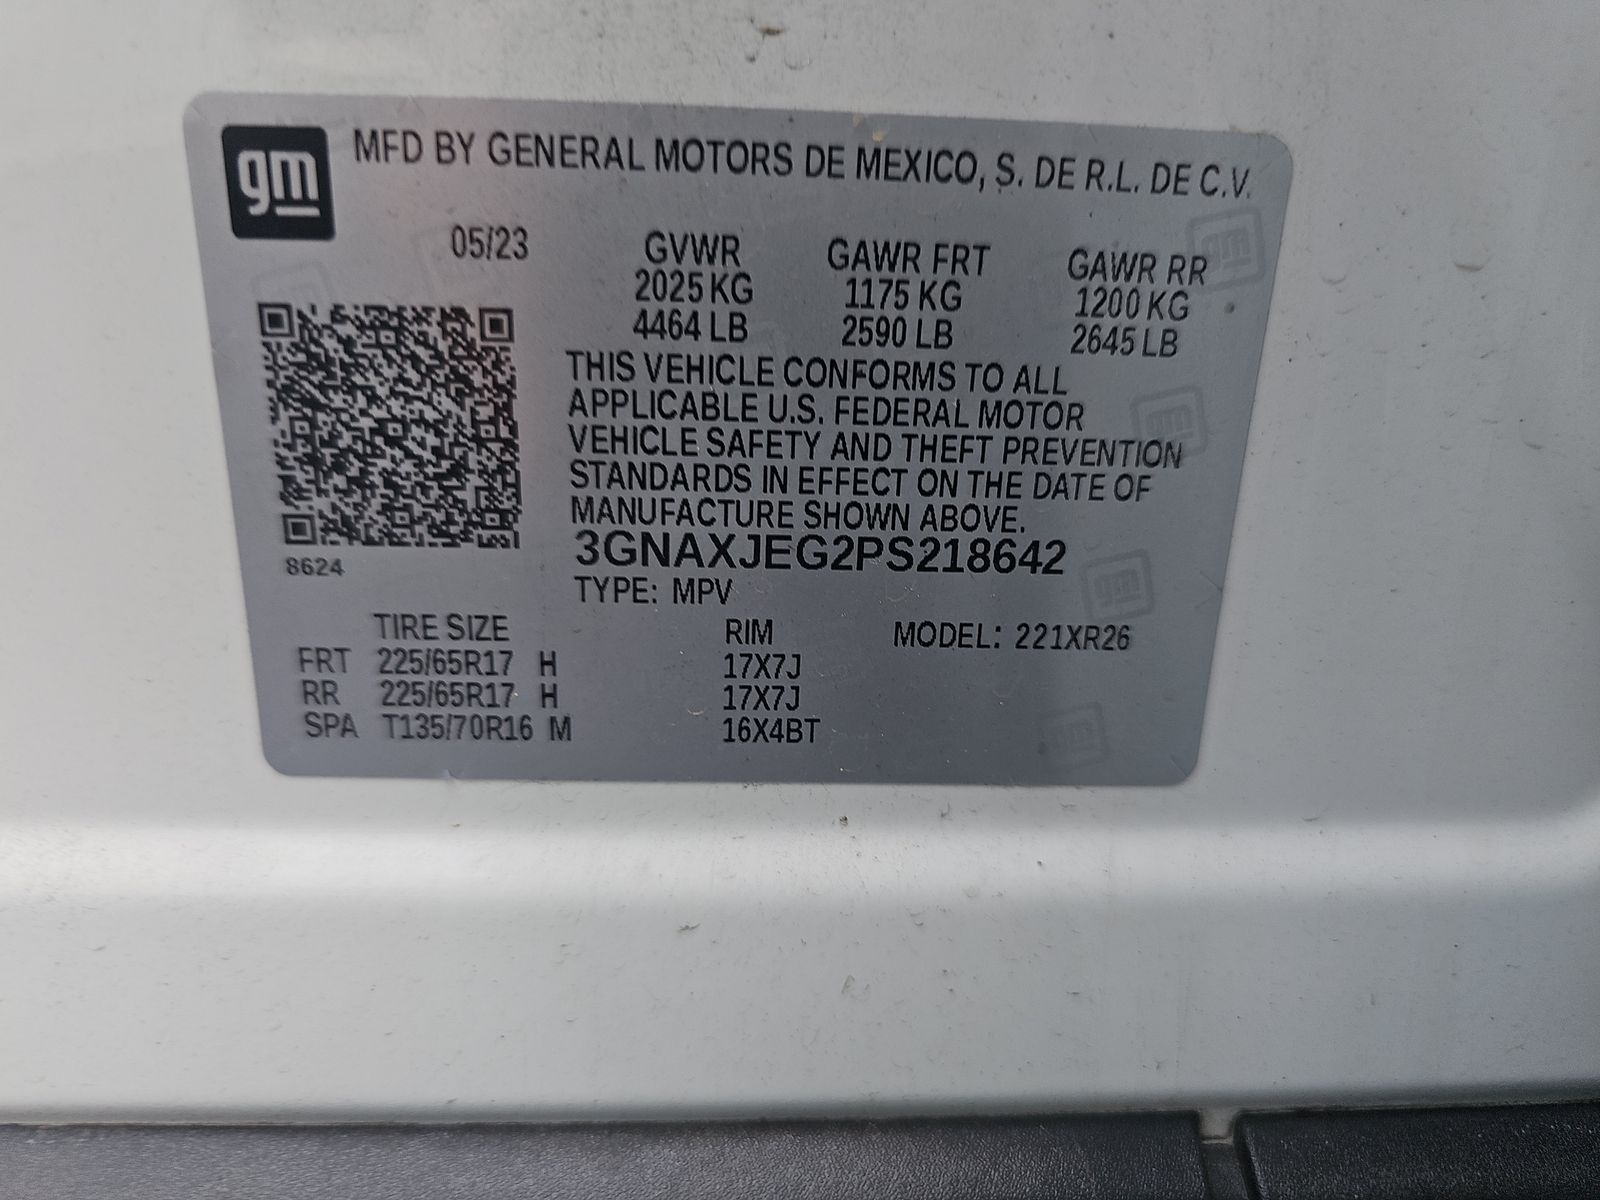 gm
MFD BY GENERAL MOTORS DE MEXICO, S. DE R.L. DE C.V.
05/23 GVWR GAWR FRT GAWR RR
2025 KG 1175 KG 1200 KG
4464 LB 2590 LB 2645 LB
THIS VEHICLE CONFORMS TO ALL
APPLICABLE U.S. FEDERAL MOTOR
VEHICLE SAFETY AND THEFT PREVENTION
STANDARDS IN EFFECT ON THE DATE OF
MANUFACTURE SHOWN ABOVE.
3GNAXJEG2PS218642
8624
TYPE: MPV
TIRE SIZE RIM MODEL: 221XR26
FRT 225/65R17 H 17X7J
RR 225/65R17 H 17X7J
SPA T135/70R16 M 16X4BT